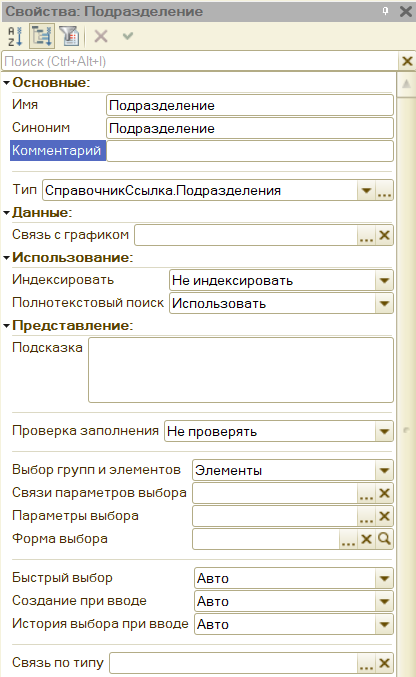 Свойства: Подразделение
Поиск (Ctrl+Alt+I)
Основные:
Имя Подразделение
Синоним Подразделение
Комментарий
Тип СправочникСсылка.Подразделения
Данные:
Связь с графиком
Использование:
Индексировать Не индексировать
Полнотекстовый поиск Использовать
Представление:
Подсказка
Проверка заполнения Не проверять
Выбор групп и элементов Элементы
Связи параметров выбора
Параметры выбора
Форма выбора
Быстрый выбор Авто
Создание при вводе Авто
История выбора при вводе Авто
Связь по типу